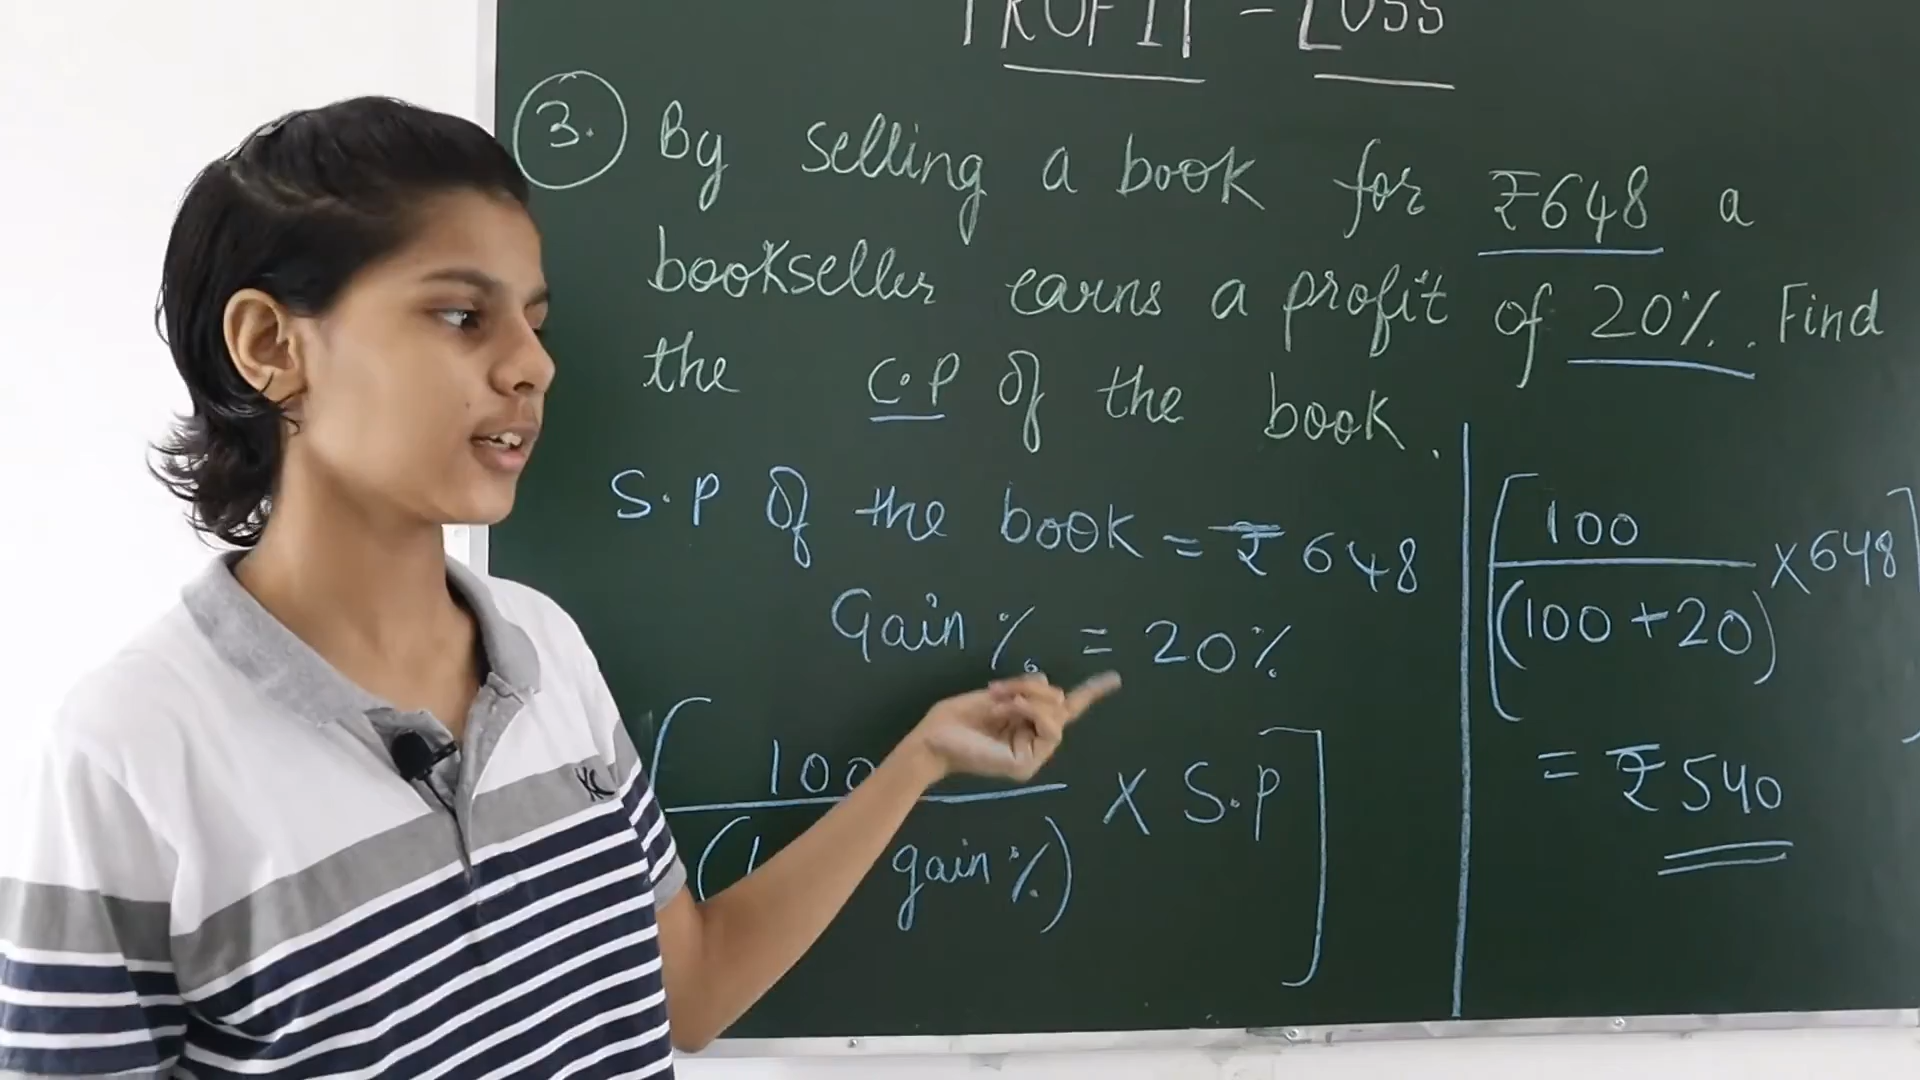 PROFIT - LOSS
3. By selling a book for ₹648 a
bookseller earns a profit of 20%. Find
the C.P of the book.
S.P of the book = ₹648
Gain % = 20%
[100
gain%) × S.P]
[100
(100 + 20) × 648]
= ₹540